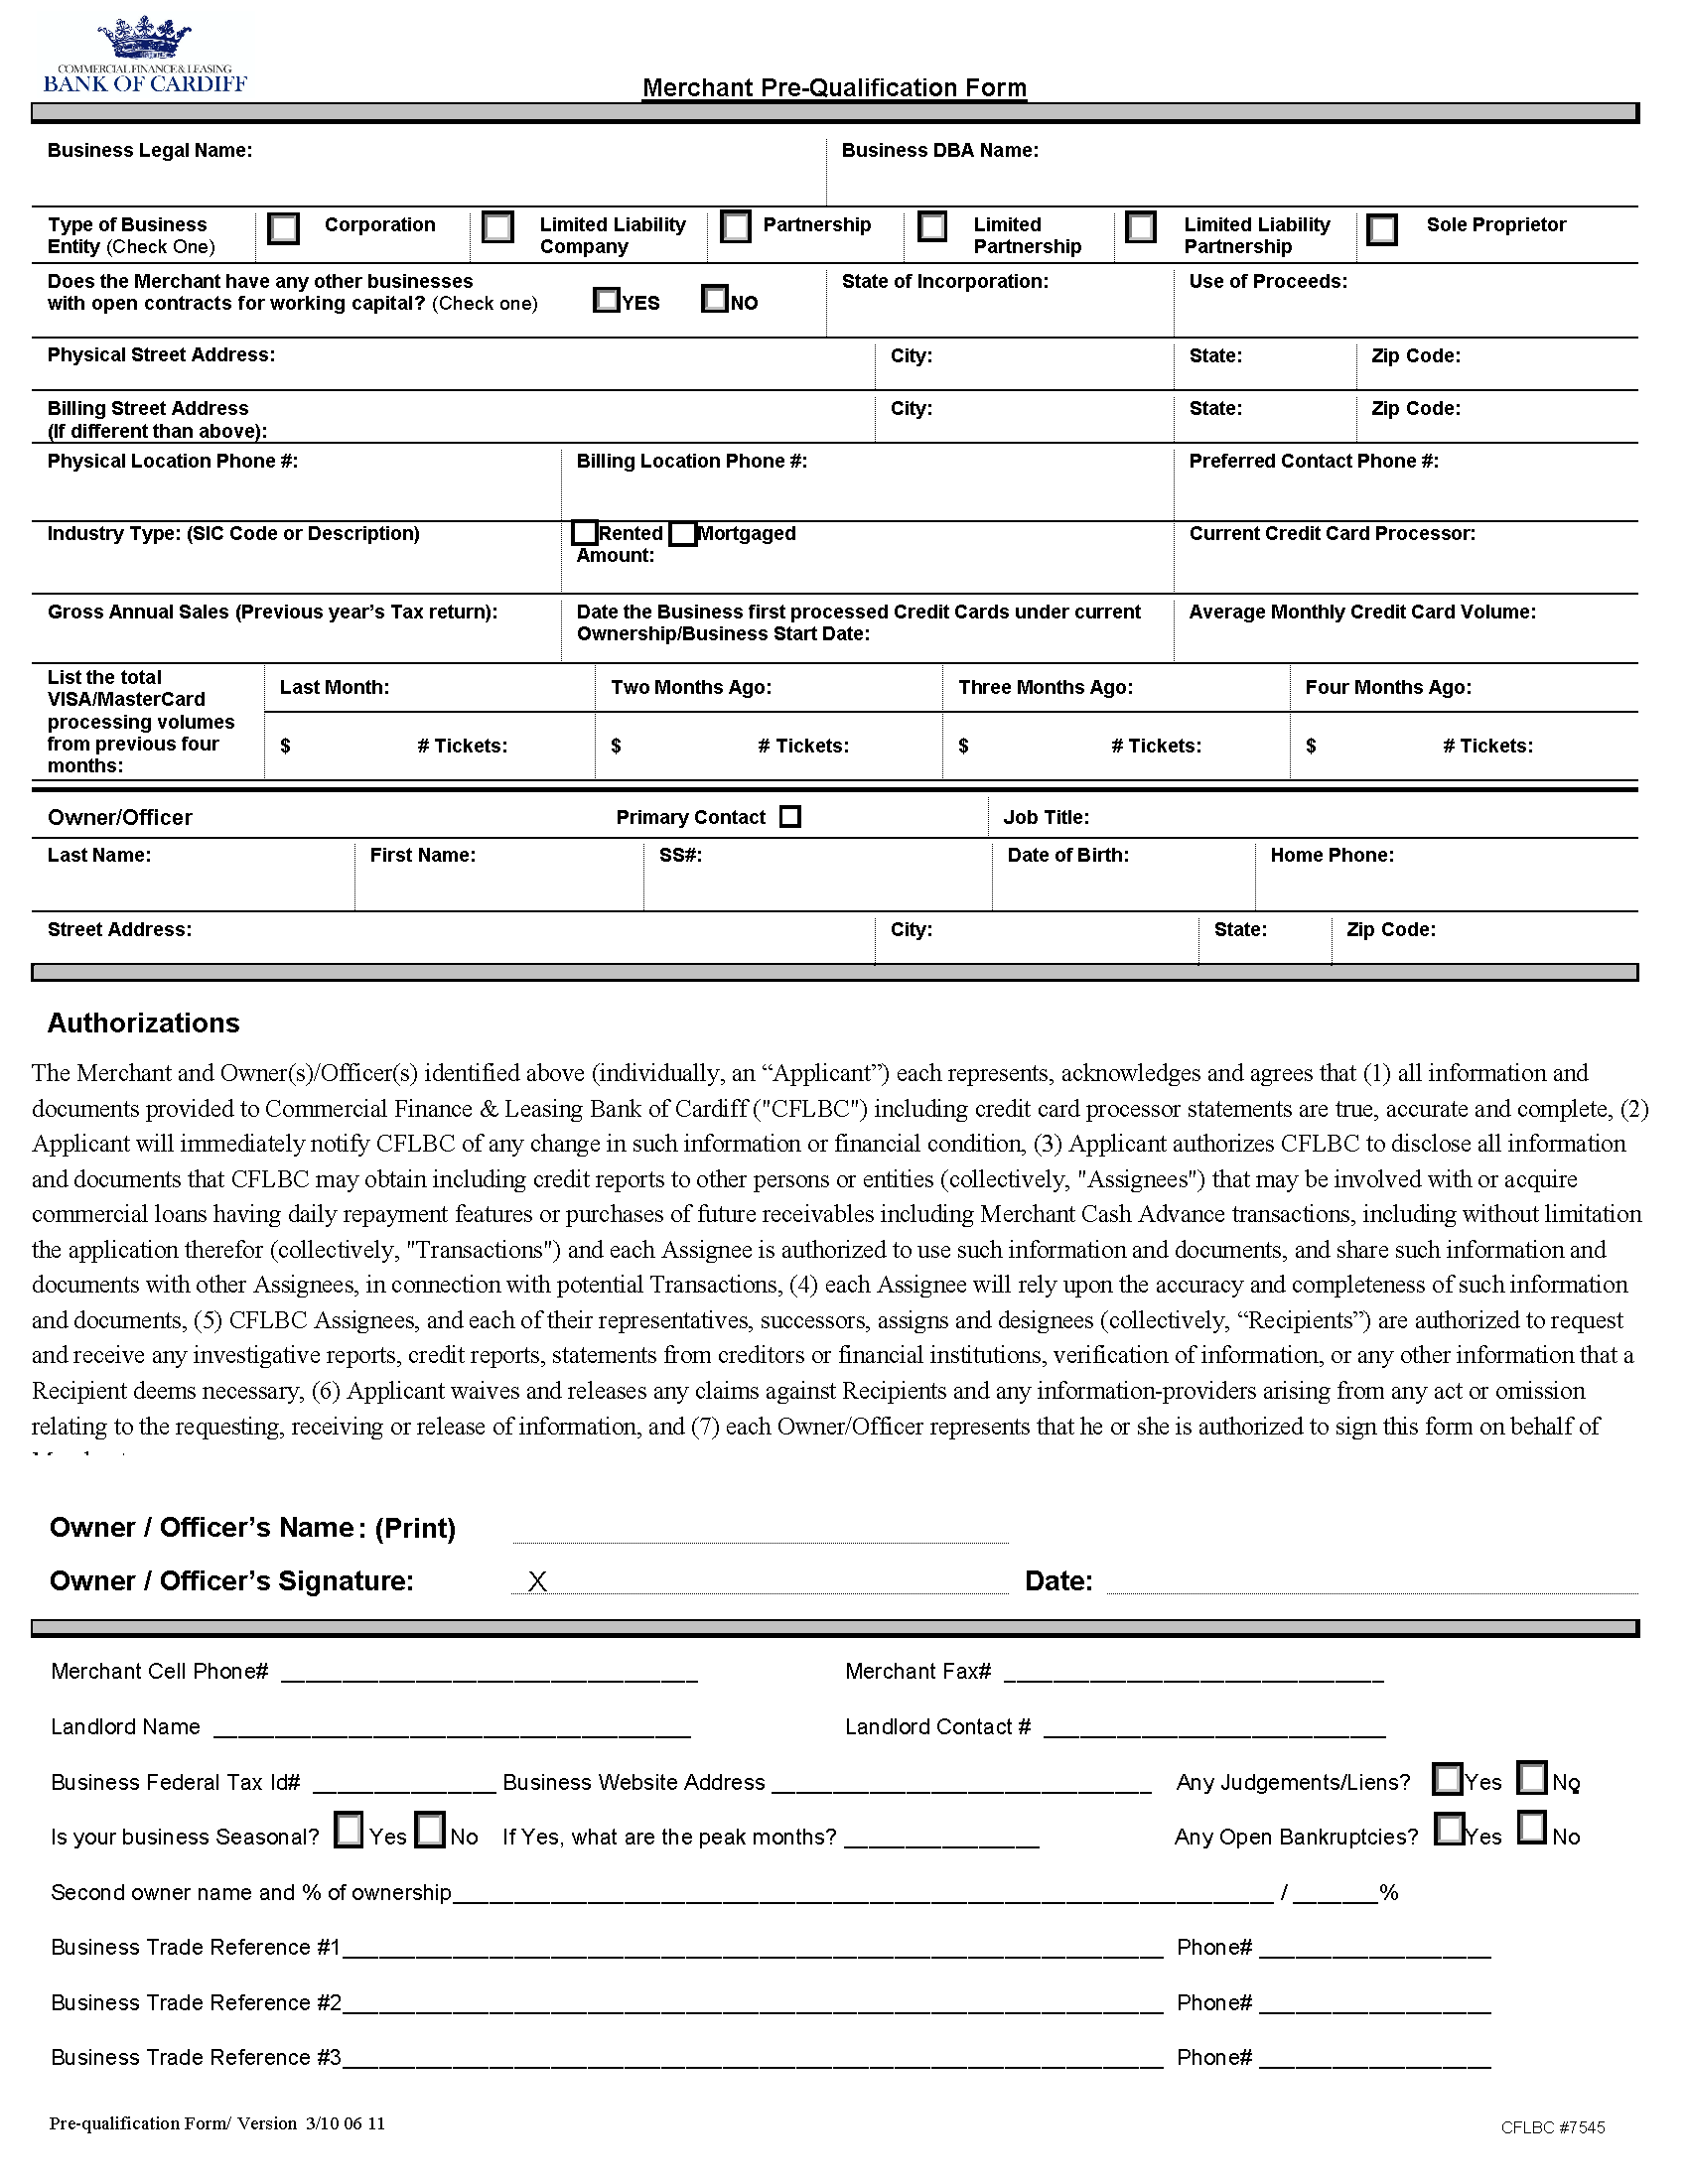 COMMERCIAL FINANCE & LEASING
BANK OF CARDIFF
Merchant Pre-Qualification Form
Business Legal Name: Business DBA Name:
Type of Business Entity (Check One) Corporation Limited Liability Company Partnership Limited Partnership Limited Liability Partnership Sole Proprietor
Does the Merchant have any other businesses
with open contracts for working capital? (Check one) YES NO State of Incorporation: Use of Proceeds:
Physical Street Address: City: State: Zip Code:
Billing Street Address City: State: Zip Code:
(If different than above):
Physical Location Phone #: Billing Location Phone #: Preferred Contact Phone #:
Industry Type: (SIC Code or Description) Rented Mortgaged Current Credit Card Processor:
Amount:
Gross Annual Sales (Previous year’s Tax return): Date the Business first processed Credit Cards under current Ownership/Business Start Date: Average Monthly Credit Card Volume:
List the total
VISA/MasterCard
processing volumes
from previous four
months:
Last Month: Two Months Ago: Three Months Ago: Four Months Ago:
$ # Tickets: $ # Tickets: $ # Tickets: $ # Tickets:
Owner/Officer Primary Contact Job Title:
Last Name: First Name: SS#: Date of Birth: Home Phone:
Street Address: City: State: Zip Code:
Authorizations
The Merchant and Owner(s)/Officer(s) identified above (individually, an “Applicant”) each represents, acknowledges and agrees that (1) all information and
documents provided to Commercial Finance & Leasing Bank of Cardiff ("CFLBC") including credit card processor statements are true, accurate and complete, (2)
Applicant will immediately notify CFLBC of any change in such information or financial condition, (3) Applicant authorizes CFLBC to disclose all information
and documents that CFLBC may obtain including credit reports to other persons or entities (collectively, "Assignees") that may be involved with or acquire
commercial loans having daily repayment features or purchases of future receivables including Merchant Cash Advance transactions, including without limitation
the application therefor (collectively, "Transactions") and each Assignee is authorized to use such information and documents, and share such information and
documents with other Assignees, in connection with potential Transactions, (4) each Assignee will rely upon the accuracy and completeness of such information
and documents, (5) CFLBC Assignees, and each of their representatives, successors, assigns and designees (collectively, “Recipients”) are authorized to request
and receive any investigative reports, credit reports, statements from creditors or financial institutions, verification of information, or any other information that a
Recipient deems necessary, (6) Applicant waives and releases any claims against Recipients and any information-providers arising from any act or omission
relating to the requesting, receiving or release of information, and (7) each Owner/Officer represents that he or she is authorized to sign this form on behalf of
Owner / Officer’s Name: (Print)
Owner / Officer’s Signature: X Date:
Merchant Cell Phone# Merchant Fax#
Landlord Name Landlord Contact #
Business Federal Tax Id# Business Website Address Any Judgements/Liens? Yes No
Is your business Seasonal? Yes No If Yes, what are the peak months? Any Open Bankruptcies? Yes No
Second owner name and % of ownership / %
Business Trade Reference #1 Phone#
Business Trade Reference #2 Phone#
Business Trade Reference #3 Phone#
Pre-qualification Form/ Version 3/10 06 11
CFLBC #7545